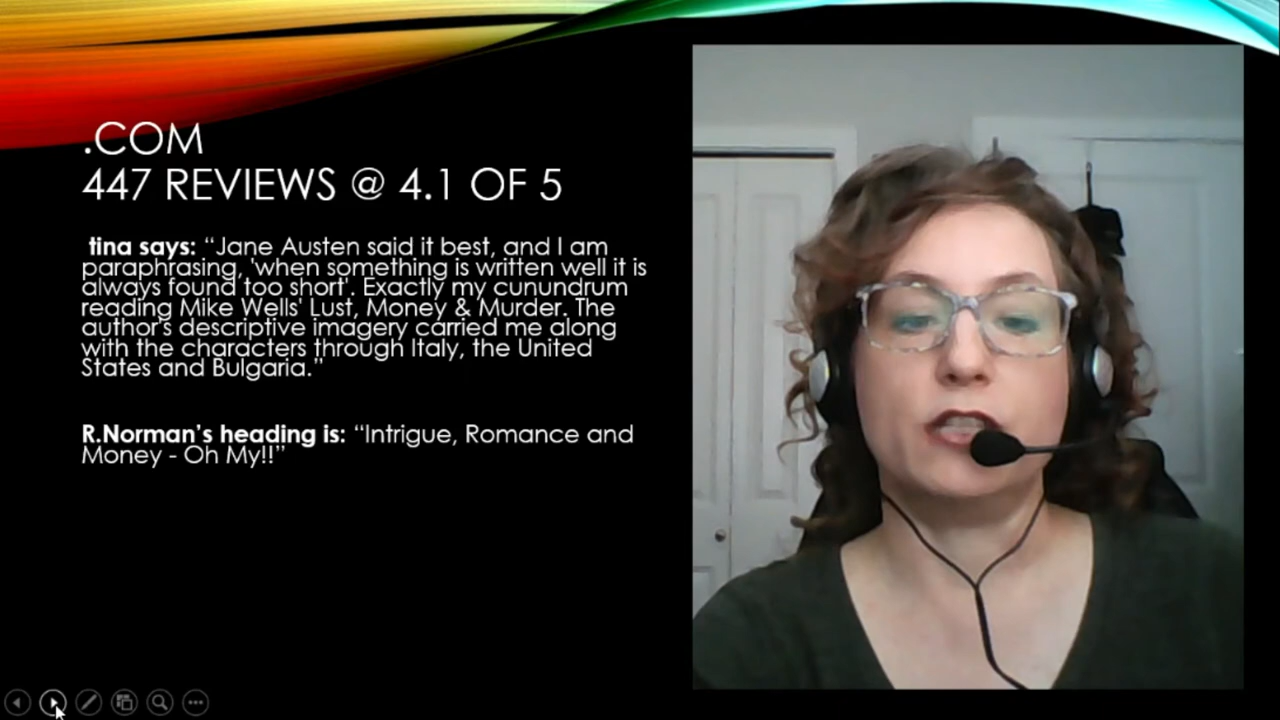 .COM
447 REVIEWS @ 4.1 OF 5
tina says: “Jane Austen said it best, and I am
paraphrasing, 'when something is written well it is
always found too short'. Exactly my cunundrum
reading Mike Wells' Lust, Money & Murder. The
author's descriptive imagery carried me along
with the characters through Italy, the United
States and Bulgaria.”
R.Norman’s heading is: “Intrigue, Romance and
Money - Oh My!!”